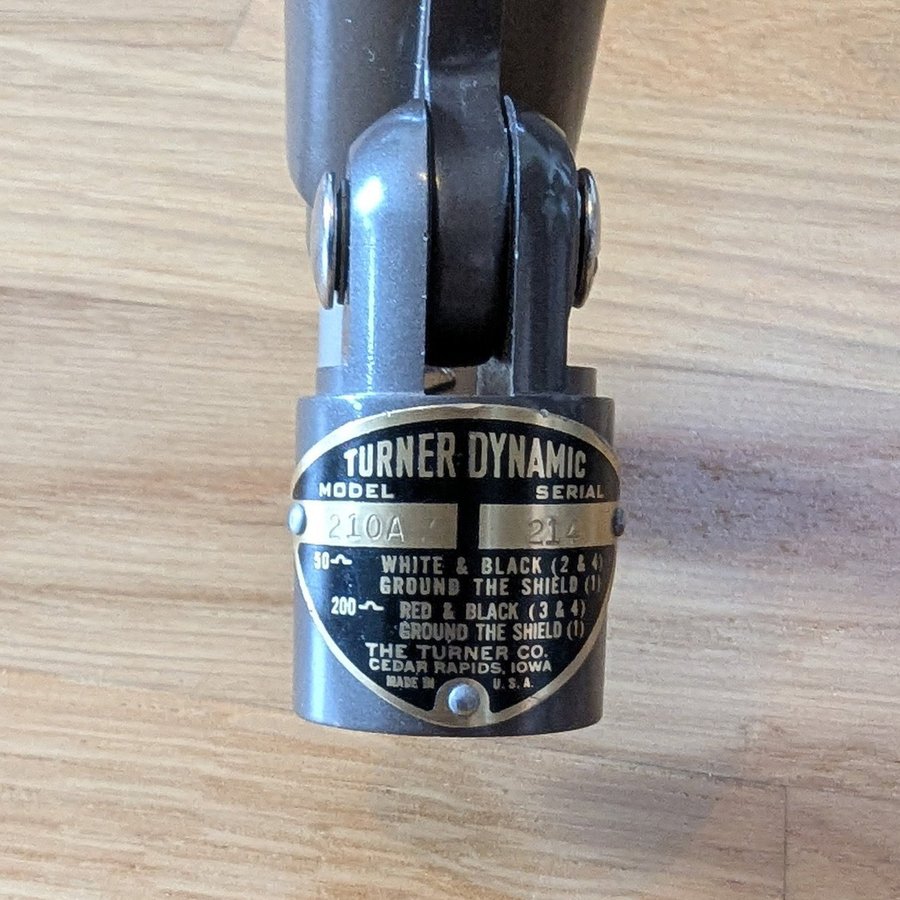 TURNER DYNAMIC
MODEL SERIAL
210A 214
50 WHITE & BLACK (2 & 4)
GROUND THE SHIELD (1)
200 RED & BLACK (3 & 4)
GROUND THE SHIELD (1)
THE TURNER CO.
CEDAR RAPIDS, IOWA
MADE IN U.S.A.